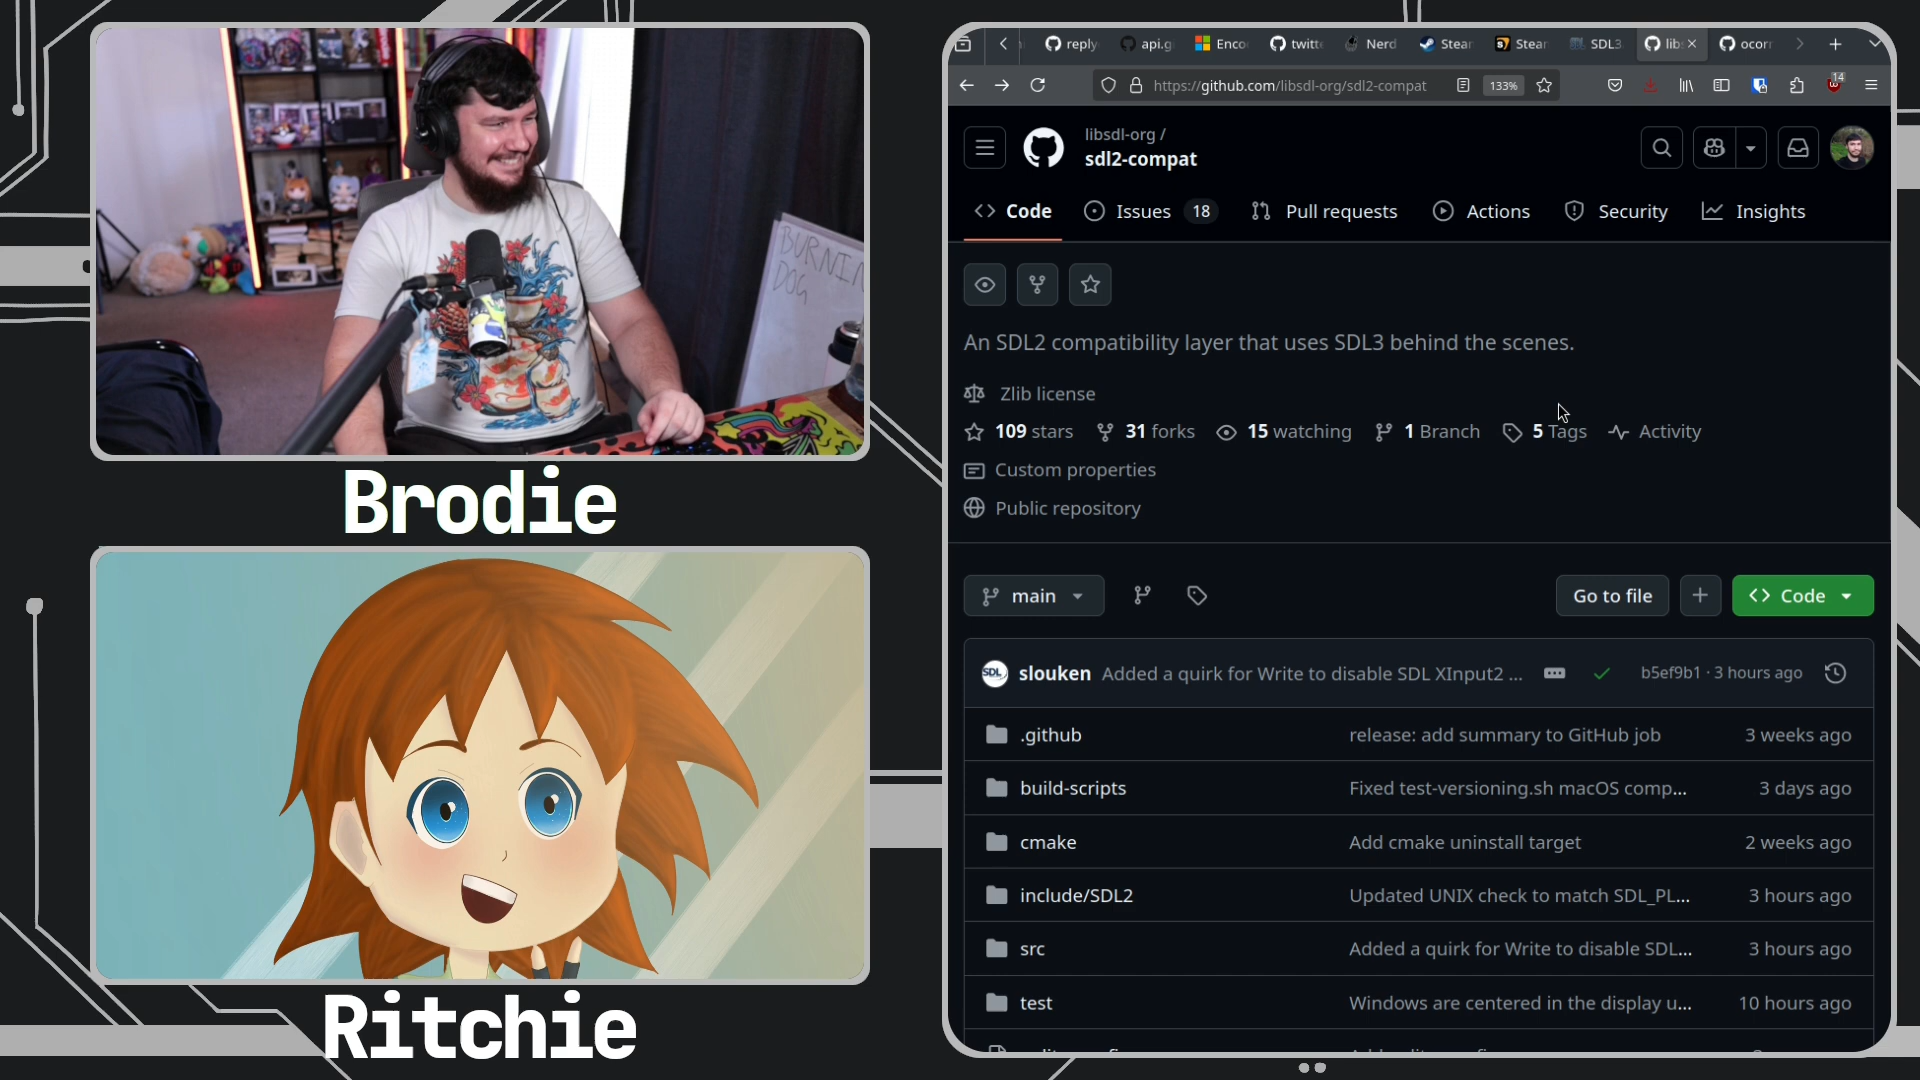 BURNIN
DOG
Brodie
Ritchie
reply
api.g
Enco
twitt
Nerd
Stear
Stear
SDL3
lib
ocorr
https://github.com/libsdl-org/sdl2-compat
133%
14
libsdl-org /
sdl2-compat
Code
Issues 18
Pull requests
Actions
Security
Insights
An SDL2 compatibility layer that uses SDL3 behind the scenes.
Zlib license
109 stars
31 forks
15 watching
1 Branch
5 Tags
Activity
Custom properties
Public repository
main
Go to file
Code
SDL
slouken Added a quirk for Write to disable SDL XInput2 ... b5ef9b1 · 3 hours ago
.github release: add summary to GitHub job 3 weeks ago
build-scripts Fixed test-versioning.sh macOS comp... 3 days ago
cmake Add cmake uninstall target 2 weeks ago
include/SDL2 Updated UNIX check to match SDL_PL... 3 hours ago
src Added a quirk for Write to disable SDL... 3 hours ago
test Windows are centered in the display u... 10 hours ago